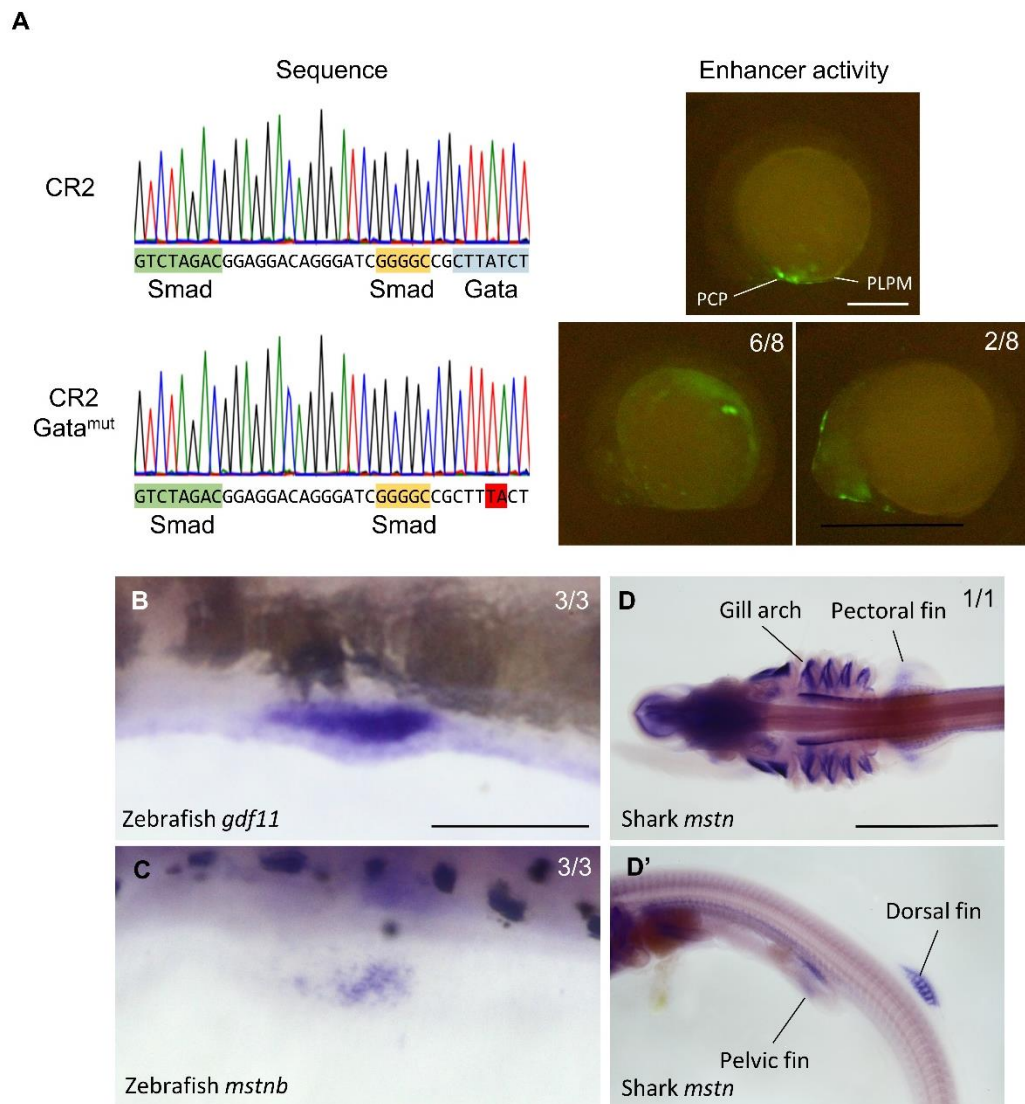 A
Sequence
Enhancer activity
CR2
GTCTAGACGGAGGACAGGGATCGGGGCCGCTTATCT
Smad Smad Gata
PCP PLPM
CR2
Gata^mut
GTCTAGACGGAGGACAGGGATCGGGGCCGCTTTACT
Smad Smad
6/8
2/8
B 3/3
Zebrafish gdf11
C 3/3
Zebrafish mstnb
D 1/1
Gill arch Pectoral fin
Shark mstn
D'
Dorsal fin
Pelvic fin
Shark mstn